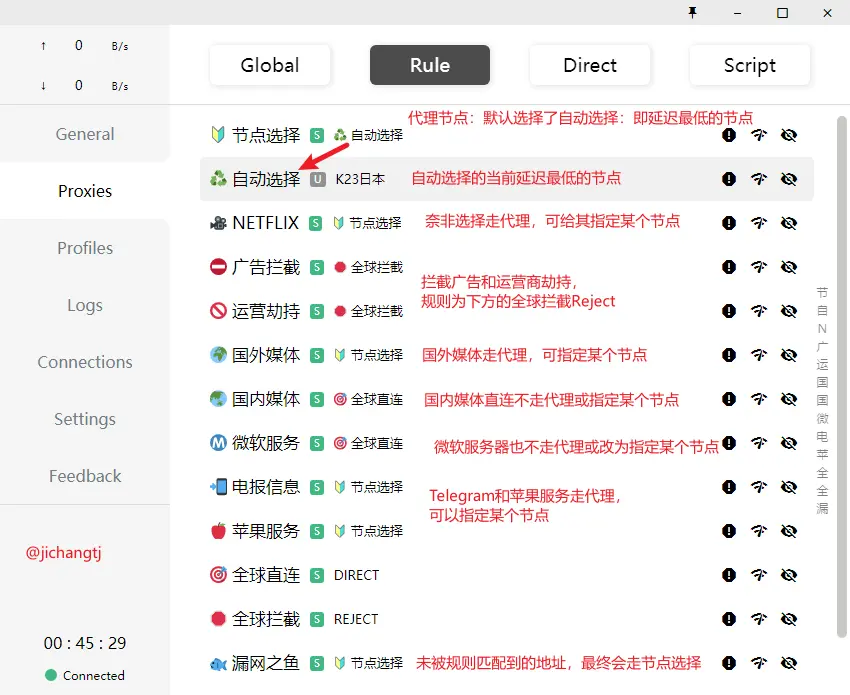 ↑ 0 B/s
↓ 0 B/s
General
Proxies
Profiles
Logs
Connections
Settings
Feedback
@jichangtj
00 : 45 : 29
Connected
Global Rule Direct Script
代理节点：默认选择了自动选择：即延迟最低的节点
节点选择 S 自动选择
自动选择 U K23日本 自动选择的当前延迟最低的节点
NETFLIX S 节点选择 奈非选择走代理，可给其指定某个节点
广告拦截 S 全球拦截
拦截广告和运营商劫持，
规则为下方的全球拦截Reject
运营劫持 S 全球拦截
国外媒体 S 节点选择 国外媒体走代理，可指定某个节点
国内媒体 S 全球直连 国内媒体直连不走代理或指定某个节点
微软服务 S 全球直连 微软服务器也不走代理或改为指定某个节点
电报信息 S 节点选择
Telegram和苹果服务走代理，
可以指定某个节点
苹果服务 S 节点选择
全球直连 S DIRECT
全球拦截 S REJECT
漏网之鱼 S 节点选择 未被规则匹配到的地址，最终会走节点选择
节
自
N
广
运
国
国
微
电
苹
全
全
漏